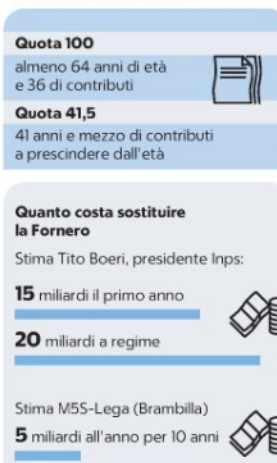 Quota 100
almeno 64 anni di età
e 36 di contributi
Quota 41,5
41 anni e mezzo di contributi
a prescindere dall'età
Quanto costa sostituire
la Fornero
Stima Tito Boeri, presidente Inps:
15 miliardi il primo anno
20 miliardi a regime
Stima M5S-Lega (Brambilla)
5 miliardi all'anno per 10 anni